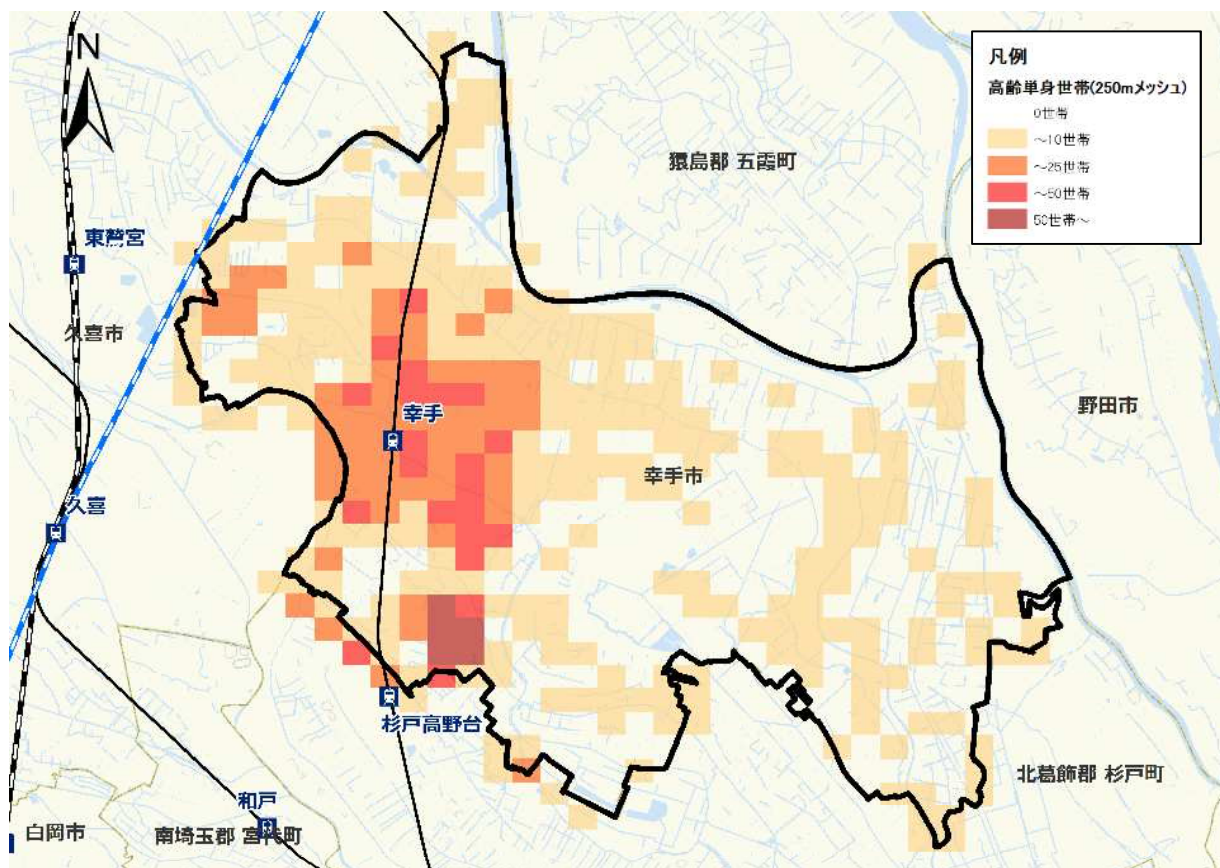 N
凡例
高齢単身世帯(250mメッシュ)
0世帯
～10世帯
～25世帯
～50世帯
50世帯～
猿島郡 五霞町
東鷲宮
久喜市
野田市
幸手
幸手市
久喜
杉戸高野台
北葛飾郡 杉戸町
和戸
白岡市
南埼玉郡 宮代町